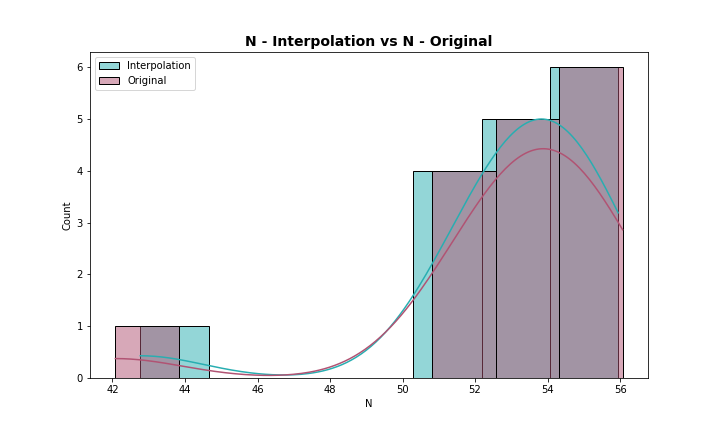 N - Interpolation vs N - Original
Interpolation
Original
6
5
4
3
2
1
0
Count
42 44 46 48 50 52 54 56
N